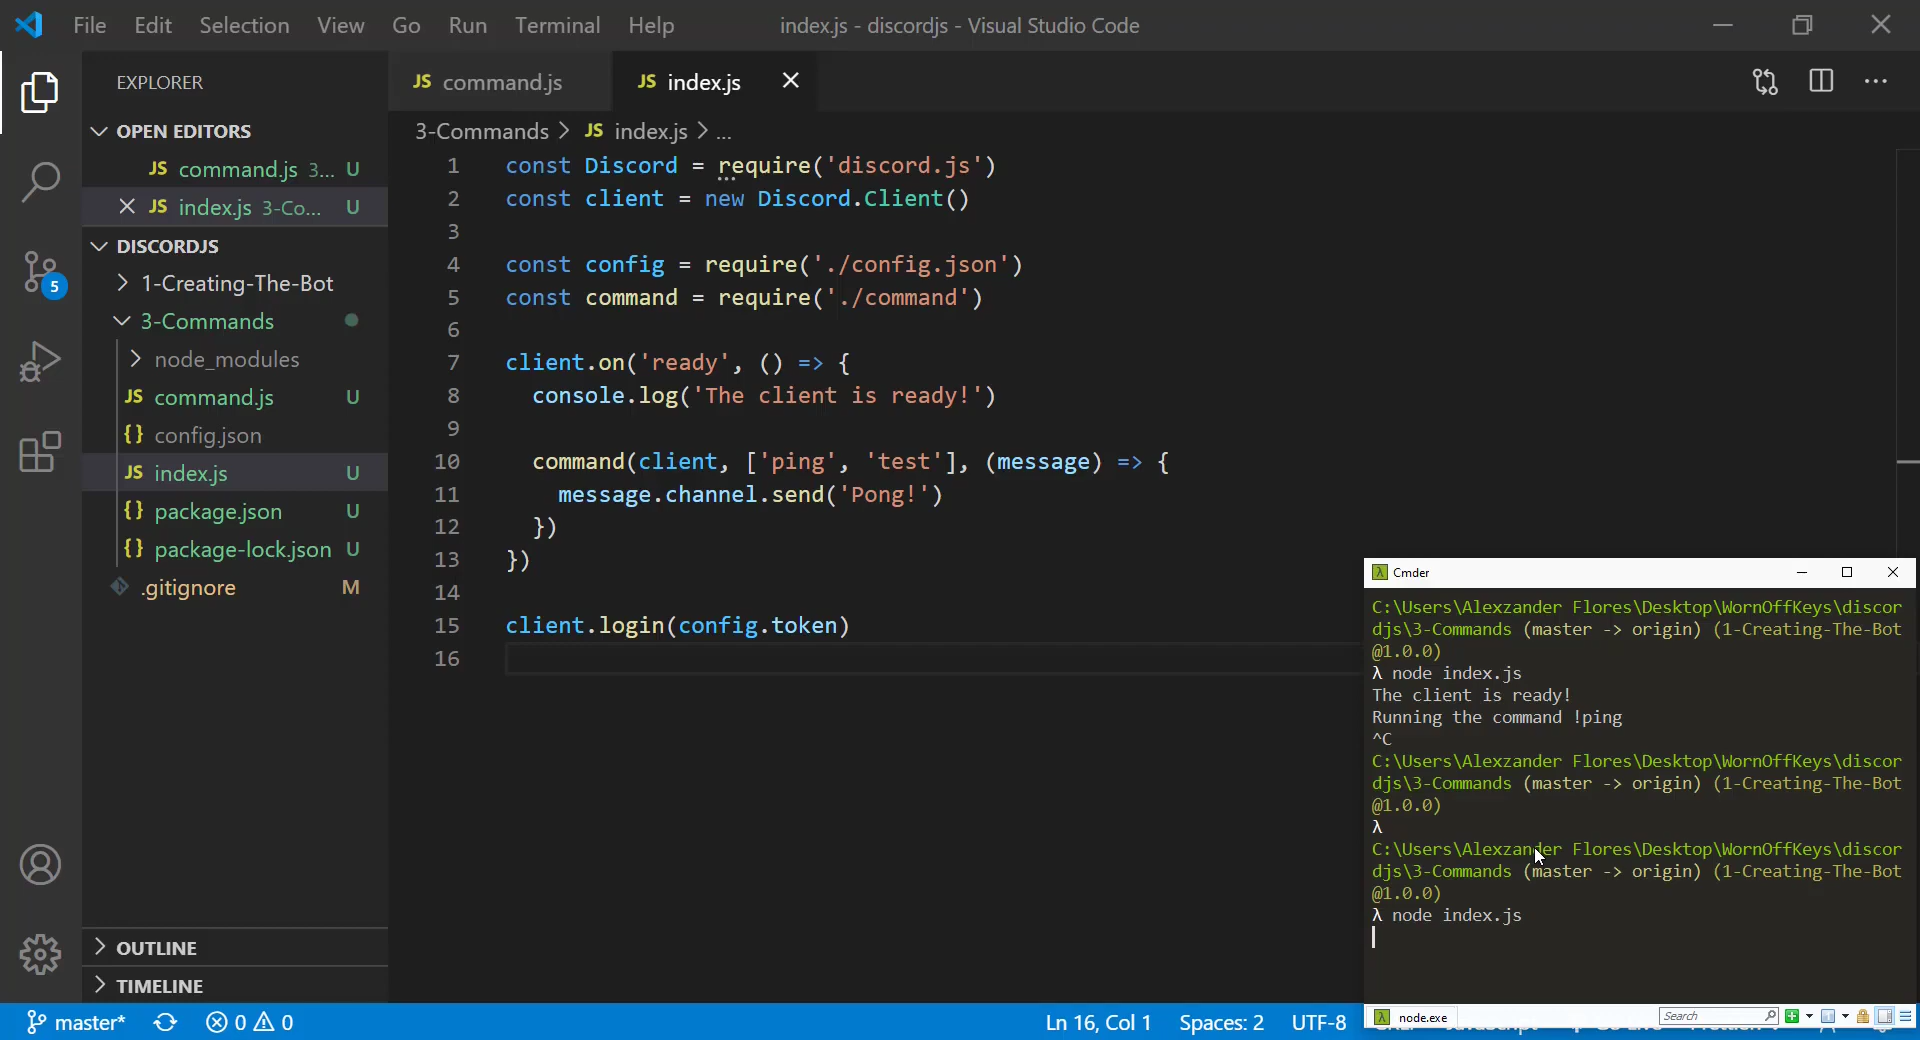 File Edit Selection View Go Run Terminal Help index.js - discordjs - Visual Studio Code
EXPLORER
OPEN EDITORS
JS command.js 3... U
JS index.js 3-Co... U
DISCORDJS
1-Creating-The-Bot
3-Commands
node_modules
JS command.js U
{} config.json
JS index.js U
{} package.json U
{} package-lock.json U
.gitignore M
OUTLINE
TIMELINE
5
JS command.js JS index.js
3-Commands > JS index.js > ...
1 const Discord = require('discord.js')
2 const client = new Discord.Client()
3
4 const config = require('./config.json')
5 const command = require('./command')
6
7 client.on('ready', () => {
8 console.log('The client is ready!')
9
10 command(client, ['ping', 'test'], (message) => {
11 message.channel.send('Pong!')
12 })
13 })
14
15 client.login(config.token)
16
λ Cmder
C:\Users\Alexzander Flores\Desktop\WornOffKeys\discor
djs\3-Commands (master -> origin) (1-Creating-The-Bot
@1.0.0)
λ node index.js
The client is ready!
Running the command !ping
^C
C:\Users\Alexzander Flores\Desktop\WornOffKeys\discor
djs\3-Commands (master -> origin) (1-Creating-The-Bot
@1.0.0)
λ
C:\Users\Alexzander Flores\Desktop\WornOffKeys\discor
djs\3-Commands (master -> origin) (1-Creating-The-Bot
@1.0.0)
λ node index.js
λ node.exe Search
master* 0 0 Ln 16, Col 1 Spaces: 2 UTF-8